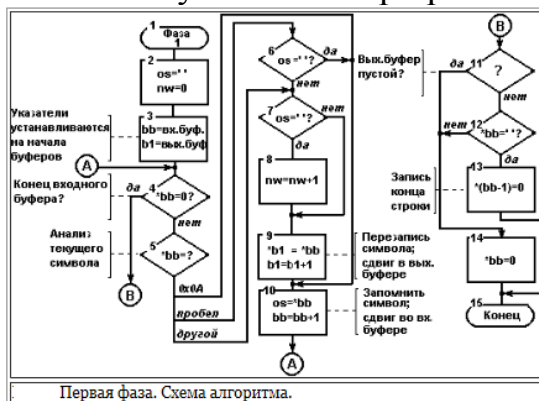 1
Фаза
1
2
os=' '
nw=0
Указатели
устанавливаются
на начала
буферов
3
bb=вх.буф.
b1=вых.буф
A
Конец входного
буфера?
да
4
*bb=0?
нет
Анализ
текущего
символа
5
*bb=?
B
0x0A
пробел
другой
6
os=' '?
да
нет
7
os=' '?
нет
да
8
nw=nw+1
9
*b1 = *bb
b1=b1+1
Перезапись
символа;
сдвиг в вых.
буфере
10
os=*bb
bb=bb+1
Запомнить
символ;
сдвиг во вх.
буфере
A
B
Вых.буфер
пустой?
да
11
?
нет
нет
12
*bb=' '?
да
Запись
конца
строки
13
*(bb-1)=0
14
*bb=0
15
Конец
Первая фаза. Схема алгоритма.